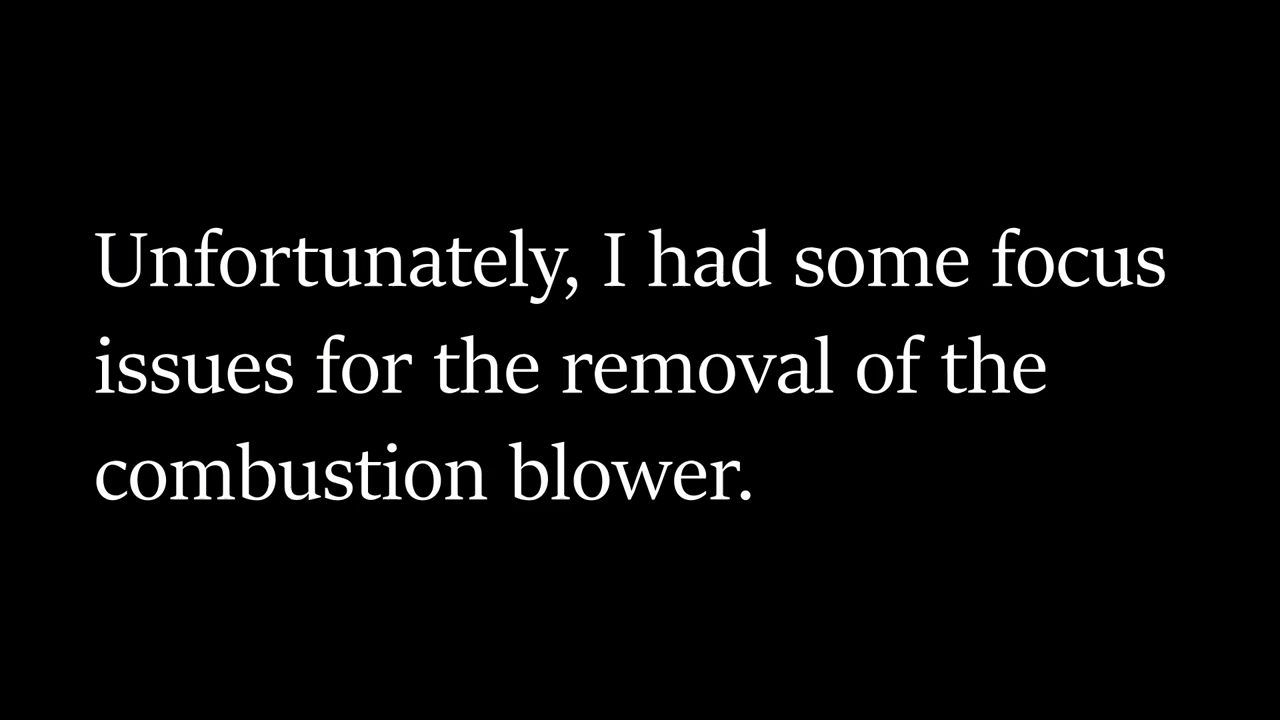 Unfortunately, I had some focus
issues for the removal of the
combustion blower.